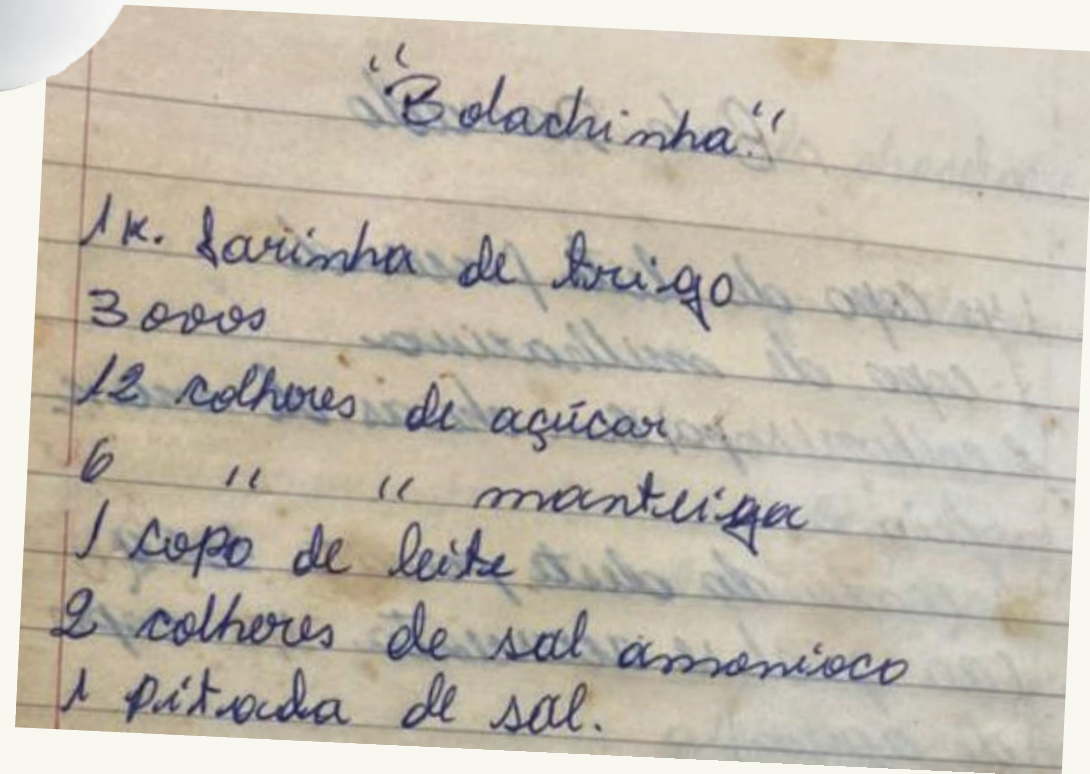 "Bolachinha"
1k. farinha de trigo
3 ovos
12 colheres de açúcar
6 " " manteiga
1 copo de leite
2 colheres de sal amoníaco
1 pitada de sal.